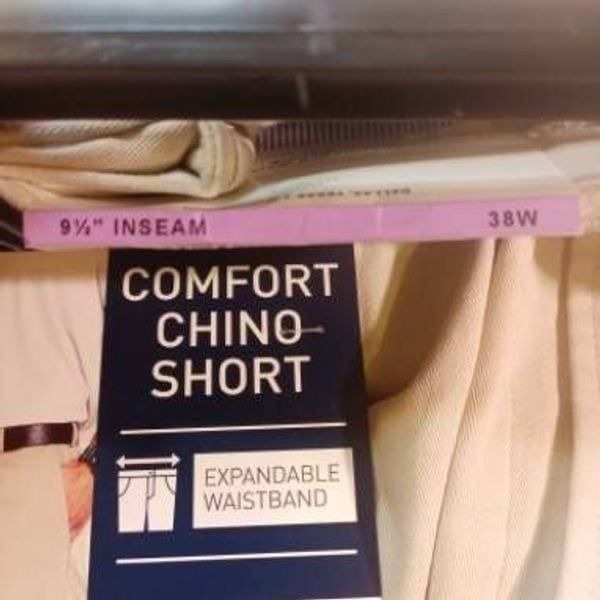 9½" INSEAM 38W
COMFORT
CHINO
SHORT
EXPANDABLE
WAISTBAND